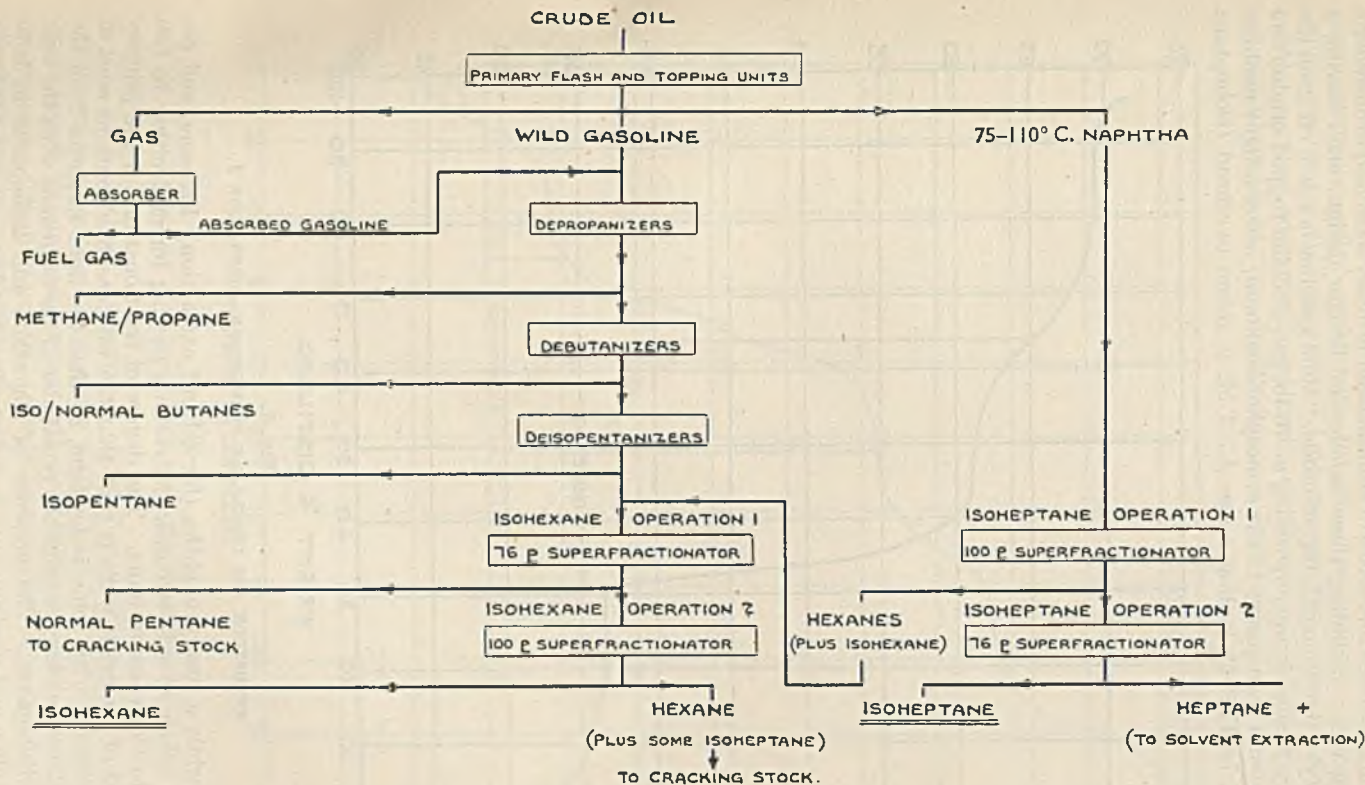 CRUDE OIL
PRIMARY FLASH AND TOPPING UNITS
GAS
WILD GASOLINE
75–110° C. NAPHTHA
ABSORBER
ABSORBED GASOLINE
DEPROPANIZERS
FUEL GAS
METHANE/PROPANE
DEBUTANIZERS
ISO/NORMAL BUTANES
DEISOPENTANIZERS
ISOPENTANE
ISOHEXANE OPERATION 1
76 P SUPERFRACTIONATOR
ISOHEPTANE OPERATION 1
100 P SUPERFRACTIONATOR
NORMAL PENTANE
TO CRACKING STOCK
ISOHEXANE OPERATION 2
100 P SUPERFRACTIONATOR
HEXANES
(PLUS ISOHEXANE)
ISOHEPTANE OPERATION 2
76 P SUPERFRACTIONATOR
ISOHEXANE
HEXANE
(PLUS SOME ISOHEPTANE)
TO CRACKING STOCK.
ISOHEPTANE
HEPTANE +
(TO SOLVENT EXTRACTION)